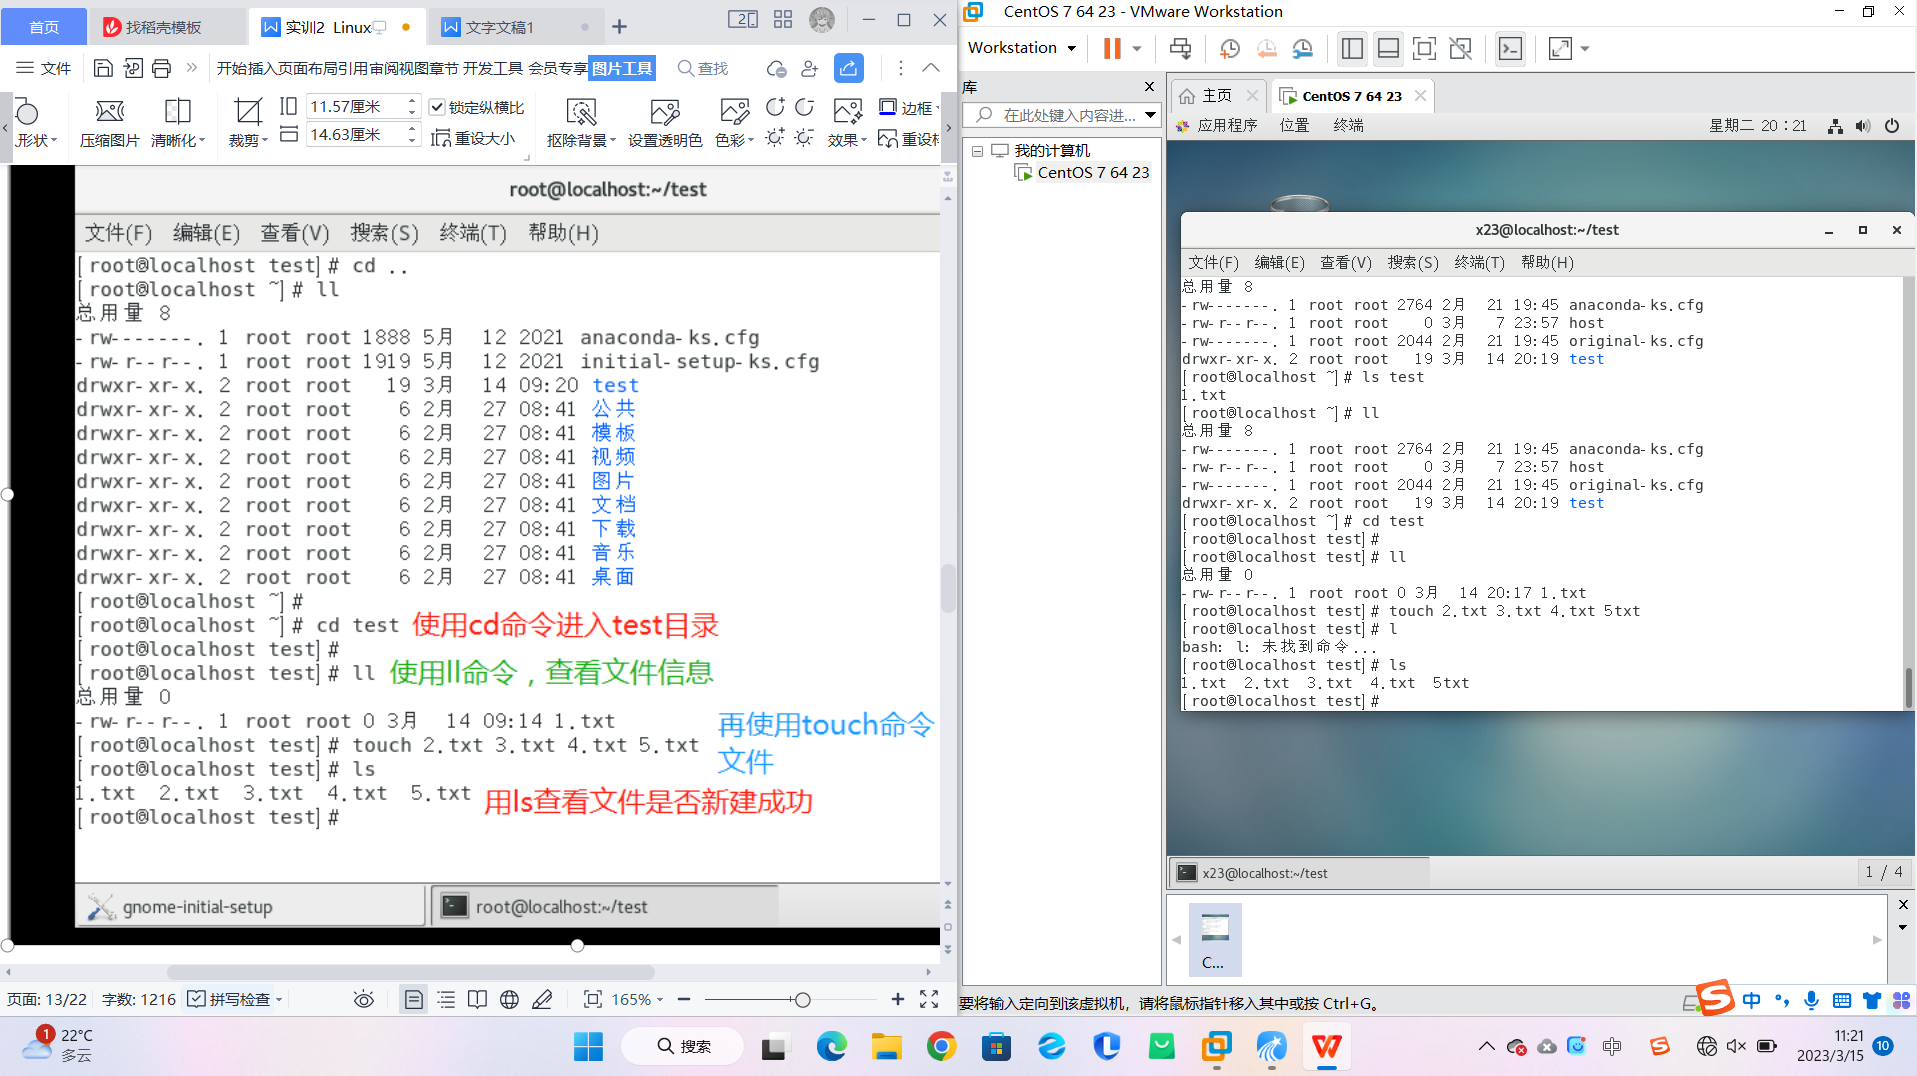 首页 找稻壳模板 实训2 Linux 文字文稿1
文件 开始 插入 页面布局 引用 审阅 视图 章节 开发工具 会员专享 图片工具 查找
形状 压缩图片 清晰化 裁剪 11.57厘米 锁定纵横比 抠除背景 设置透明色 色彩 效果 边框
14.63厘米 重设大小
root@localhost:~/test
文件(F) 编辑(E) 查看(V) 搜索(S) 终端(T) 帮助(H)
[root@localhost test]# cd ..
[root@localhost ~]# ll
总用量 8
-rw-------. 1 root root 1888 5月 12 2021 anaconda-ks.cfg
-rw-r--r--. 1 root root 1919 5月 12 2021 initial-setup-ks.cfg
drwxr-xr-x. 2 root root 19 3月 14 09:20 test
drwxr-xr-x. 2 root root 6 2月 27 08:41 公共
drwxr-xr-x. 2 root root 6 2月 27 08:41 模板
drwxr-xr-x. 2 root root 6 2月 27 08:41 视频
drwxr-xr-x. 2 root root 6 2月 27 08:41 图片
drwxr-xr-x. 2 root root 6 2月 27 08:41 文档
drwxr-xr-x. 2 root root 6 2月 27 08:41 下载
drwxr-xr-x. 2 root root 6 2月 27 08:41 音乐
drwxr-xr-x. 2 root root 6 2月 27 08:41 桌面
[root@localhost ~]#
[root@localhost ~]# cd test 使用cd命令进入test目录
[root@localhost test]#
[root@localhost test]# ll 使用ll命令，查看文件信息
总用量 0
-rw-r--r--. 1 root root 0 3月 14 09:14 1.txt
[root@localhost test]# touch 2.txt 3.txt 4.txt 5.txt
再使用touch命令
文件
[root@localhost test]# ls
1.txt 2.txt 3.txt 4.txt 5.txt 用ls查看文件是否新建成功
[root@localhost test]#
gnome-initial-setup root@localhost:~/test
页面: 13/22 字数: 1216 拼写检查 165%
CentOS 7 64 23 - VMware Workstation
Workstation
库
在此处键入内容进...
我的计算机
CentOS 7 64 23
主页 CentOS 7 64 23
应用程序 位置 终端 星期二 20：21
x23@localhost:~/test
文件(F) 编辑(E) 查看(V) 搜索(S) 终端(T) 帮助(H)
总用量 8
-rw-------. 1 root root 2764 2月 21 19:45 anaconda-ks.cfg
-rw-r--r--. 1 root root 0 3月 7 23:57 host
-rw-------. 1 root root 2044 2月 21 19:45 original-ks.cfg
drwxr-xr-x. 2 root root 19 3月 14 20:19 test
[root@localhost ~]# ls test
1.txt
[root@localhost ~]# ll
总用量 8
-rw-------. 1 root root 2764 2月 21 19:45 anaconda-ks.cfg
-rw-r--r--. 1 root root 0 3月 7 23:57 host
-rw-------. 1 root root 2044 2月 21 19:45 original-ks.cfg
drwxr-xr-x. 2 root root 19 3月 14 20:19 test
[root@localhost ~]# cd test
[root@localhost test]#
[root@localhost test]# ll
总用量 0
-rw-r--r--. 1 root root 0 3月 14 20:17 1.txt
[root@localhost test]# touch 2.txt 3.txt 4.txt 5txt
[root@localhost test]# l
bash: l: 未找到命令...
[root@localhost test]# ls
1.txt 2.txt 3.txt 4.txt 5txt
[root@localhost test]#
x23@localhost:~/test 1 / 4
C...
要将输入定向到该虚拟机，请将鼠标指针移入其中或按 Ctrl+G。
中
1 22°C
多云
搜索
中
11:21
2023/3/15
10